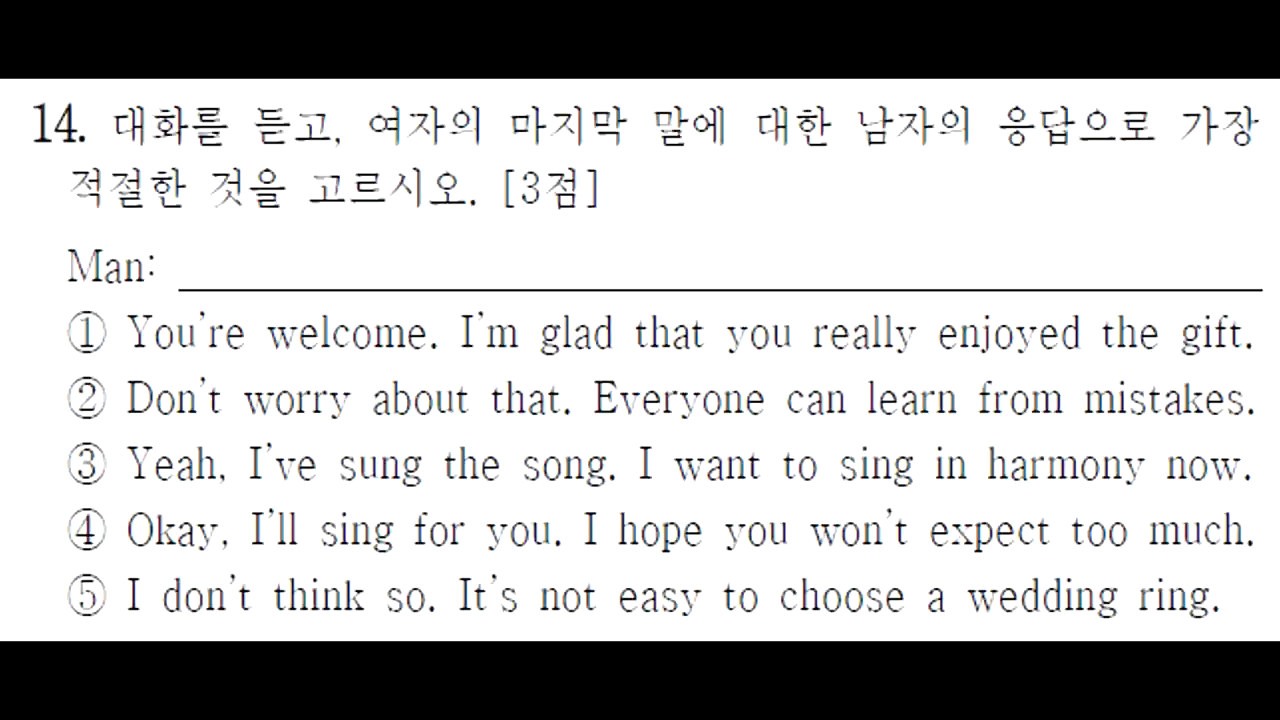 14. 대화를 듣고, 여자의 마지막 말에 대한 남자의 응답으로 가장
적절한 것을 고르시오. [3점]
Man:
① You're welcome. I'm glad that you really enjoyed the gift.
② Don't worry about that. Everyone can learn from mistakes.
③ Yeah, I've sung the song. I want to sing in harmony now.
④ Okay, I'll sing for you. I hope you won't expect too much.
⑤ I don't think so. It's not easy to choose a wedding ring.